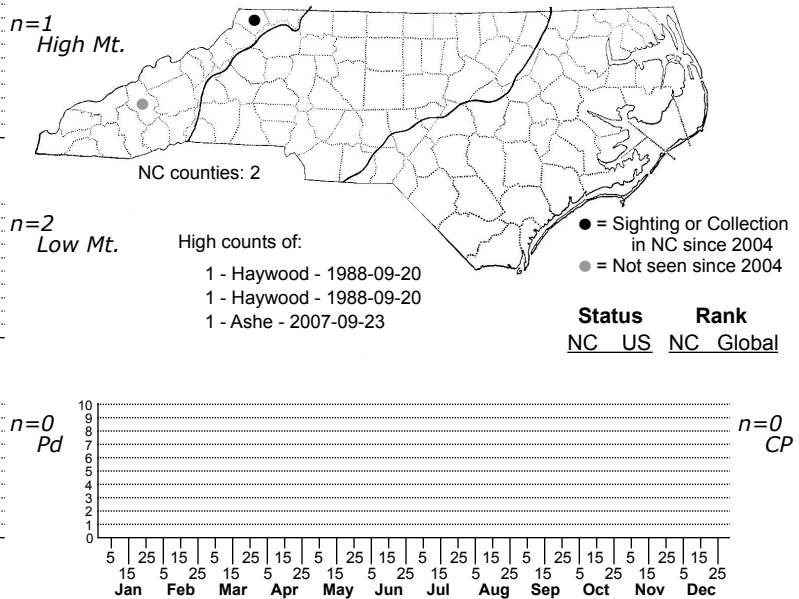 n=1
High Mt.
NC counties: 2
n=2
Low Mt.
High counts of:
1 - Haywood - 1988-09-20
1 - Haywood - 1988-09-20
1 - Ashe - 2007-09-23
= Sighting or Collection
in NC since 2004
= Not seen since 2004
Status Rank
NC US NC Global
n=0
Pd
10
9
8
7
6
5
4
3
2
1
0
n=0
CP
5 25 15 5 25 15 5 25 15 5 25 15 5 25 15 5 25 15
15 5 25 15 5 25 15 5 25 15 5 25 15 5 25 15 5 25
Jan Feb Mar Apr May Jun Jul Aug Sep Oct Nov Dec